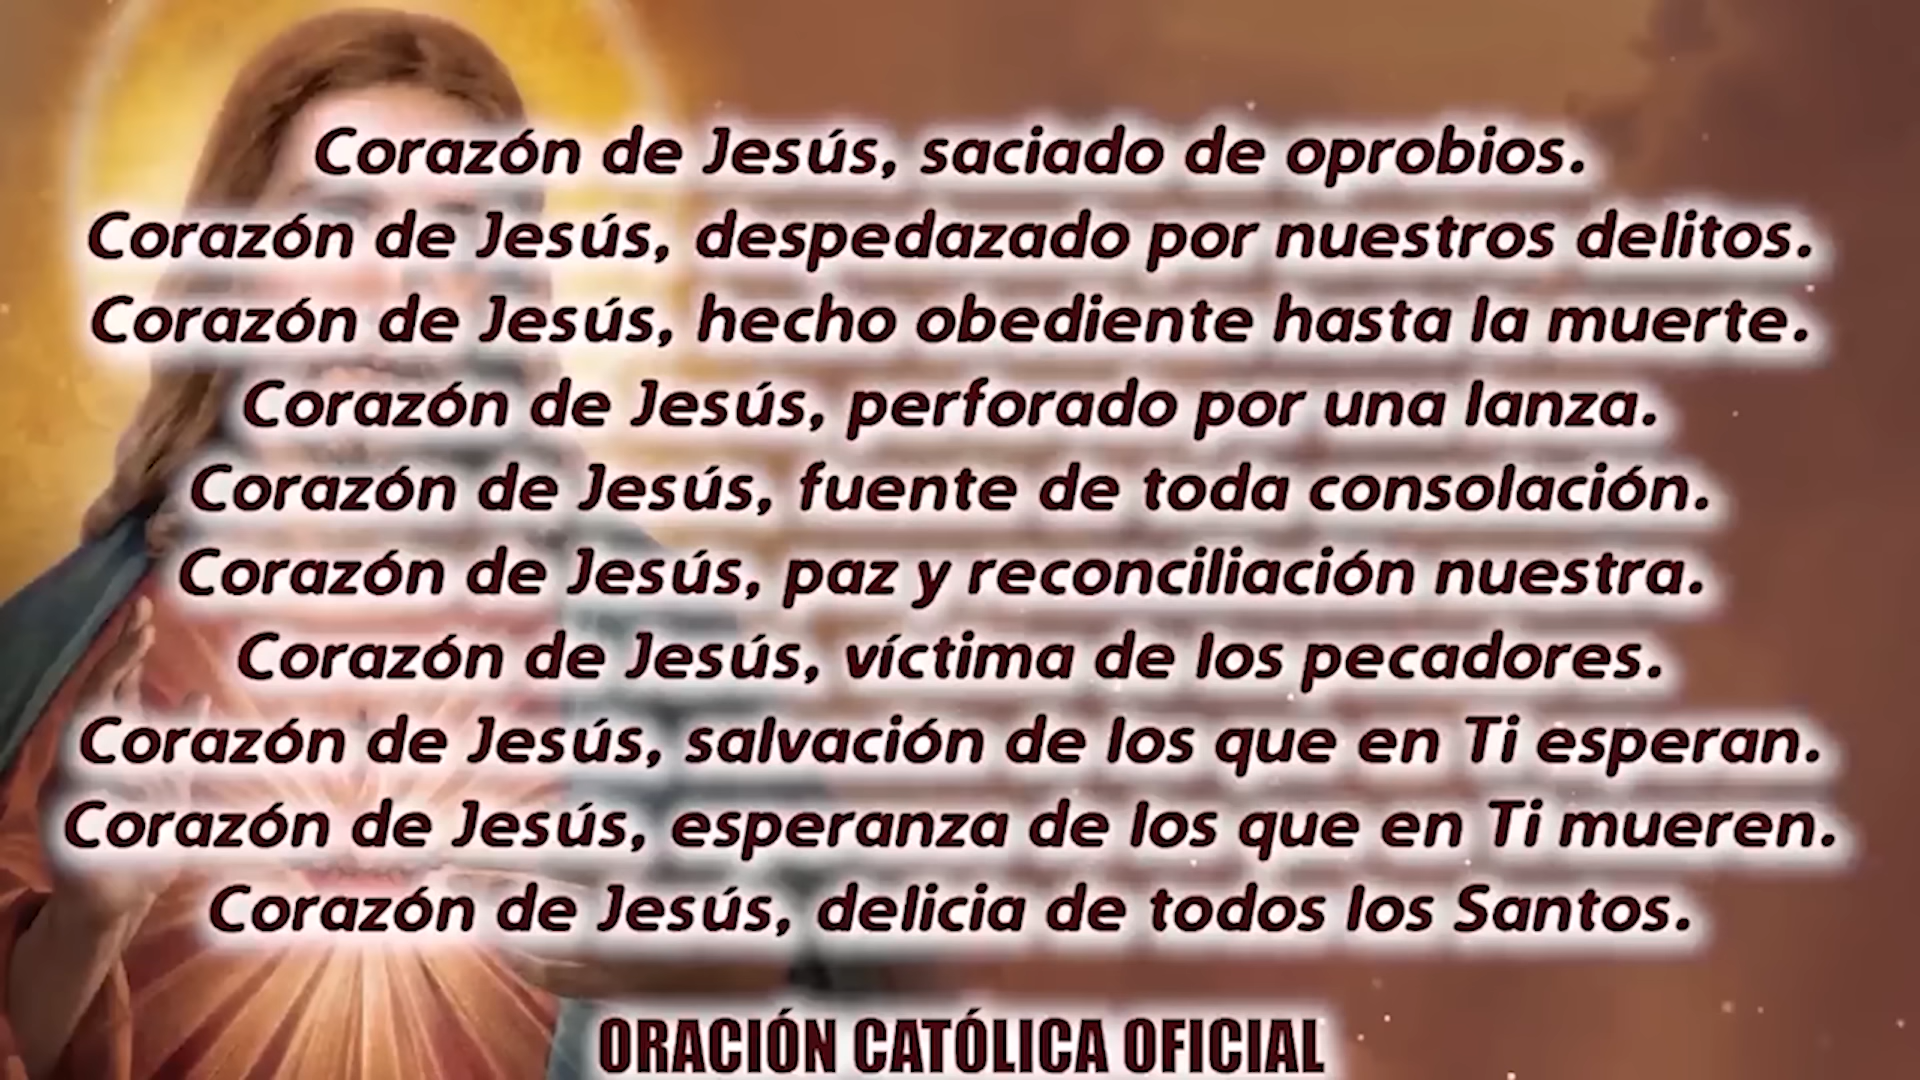 Corazón de Jesús, saciado de oprobios.
Corazón de Jesús, despedazado por nuestros delitos.
Corazón de Jesús, hecho obediente hasta la muerte.
Corazón de Jesús, perforado por una lanza.
Corazón de Jesús, fuente de toda consolación.
Corazón de Jesús, paz y reconciliación nuestra.
Corazón de Jesús, víctima de los pecadores.
Corazón de Jesús, salvación de los que en Ti esperan.
Corazón de Jesús, esperanza de los que en Ti mueren.
Corazón de Jesús, delicia de todos los Santos.
ORACIÓN CATÓLICA OFICIAL